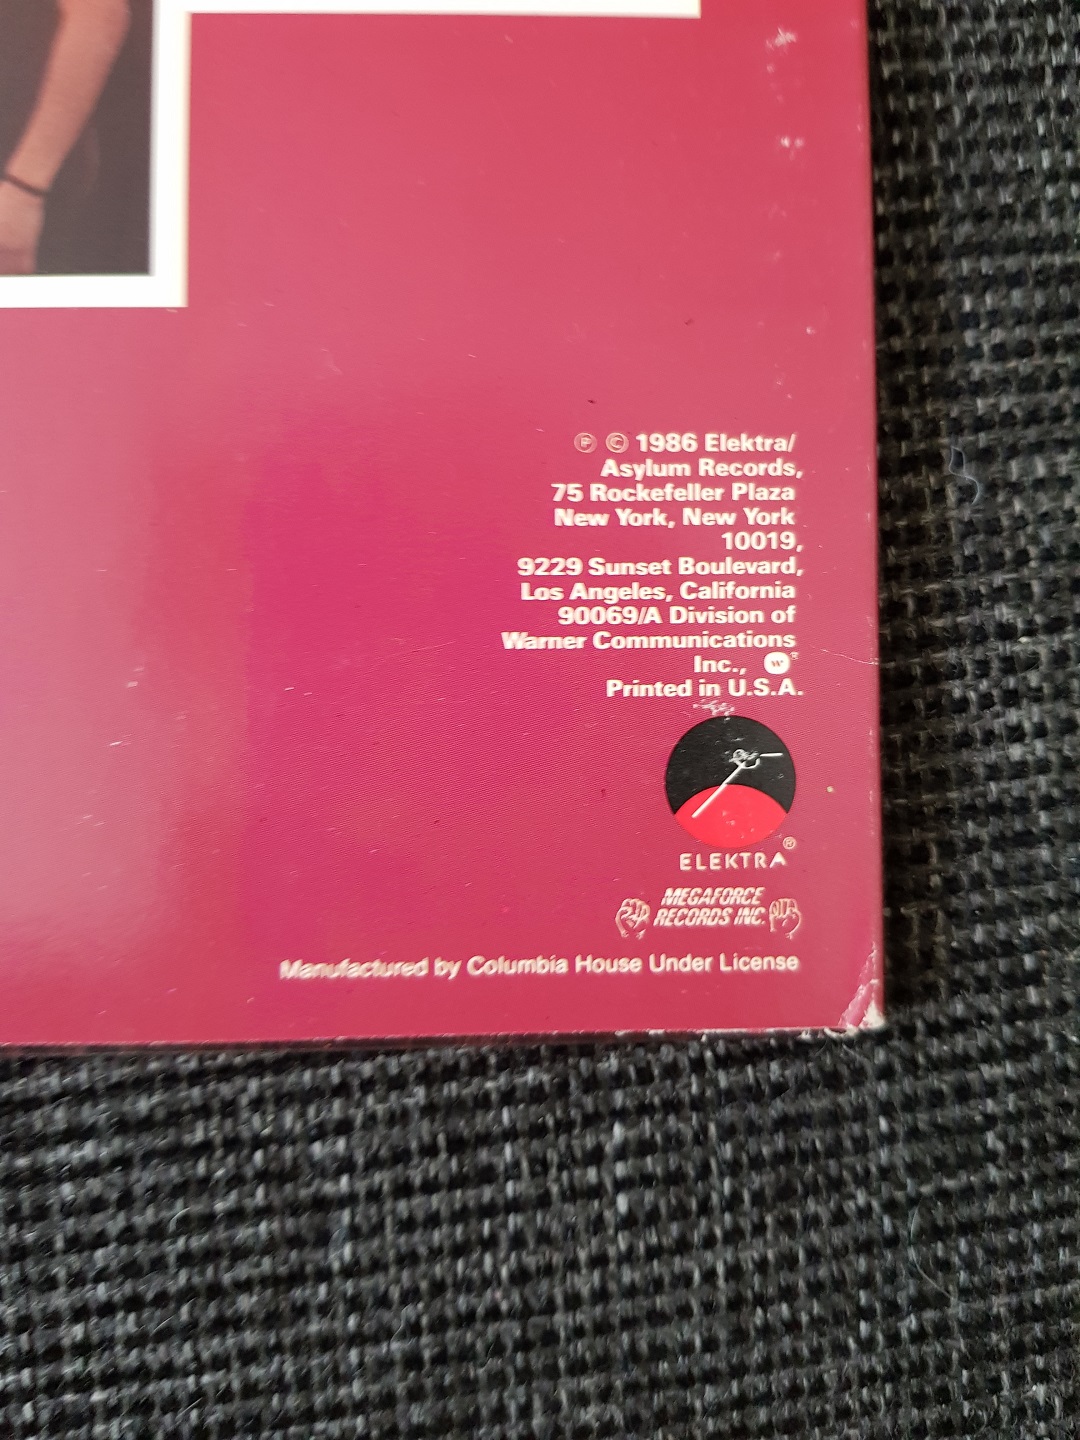 ℗ © 1986 Elektra/
Asylum Records,
75 Rockefeller Plaza
New York, New York
10019,
9229 Sunset Boulevard,
Los Angeles, California
90069/A Division of
Warner Communications
Inc., W®
Printed in U.S.A.
ELEKTRA®
MEGAFORCE
RECORDS INC.
Manufactured by Columbia House Under License